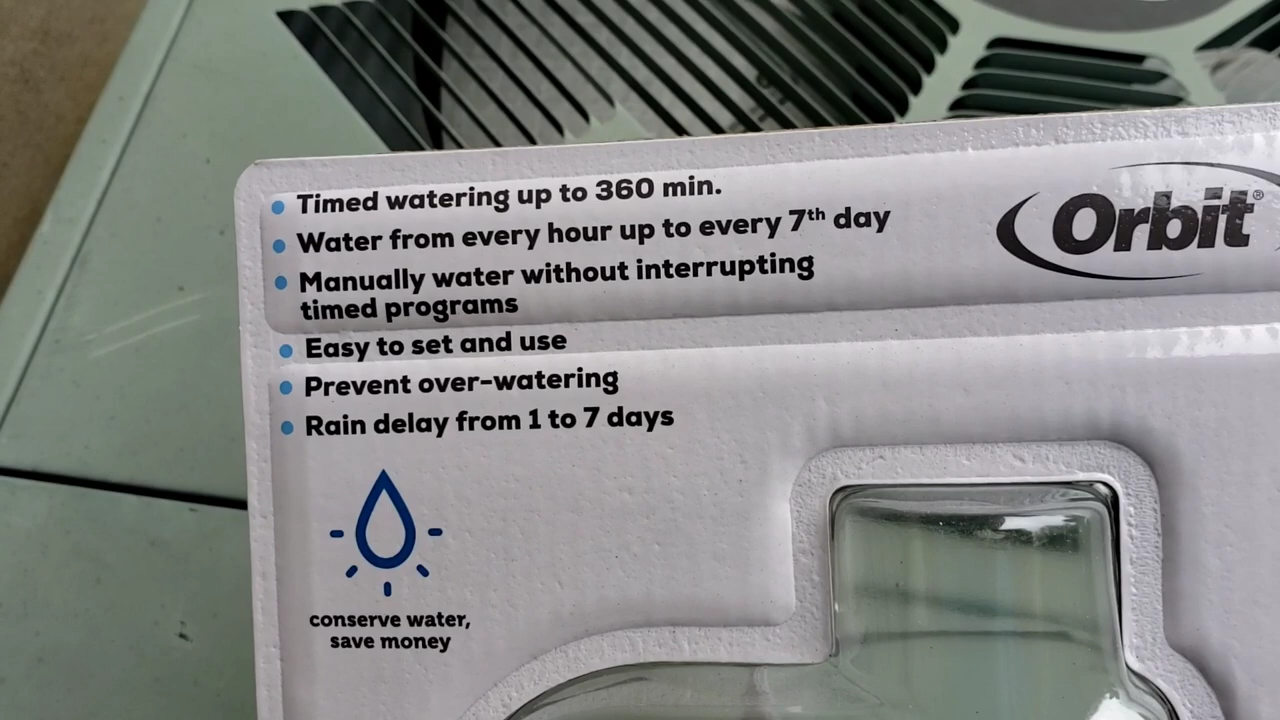 Timed watering up to 360 min.
Water from every hour up to every 7th day
Manually water without interrupting
timed programs
Easy to set and use
Prevent over-watering
Rain delay from 1 to 7 days
Orbit®
conserve water,
save money